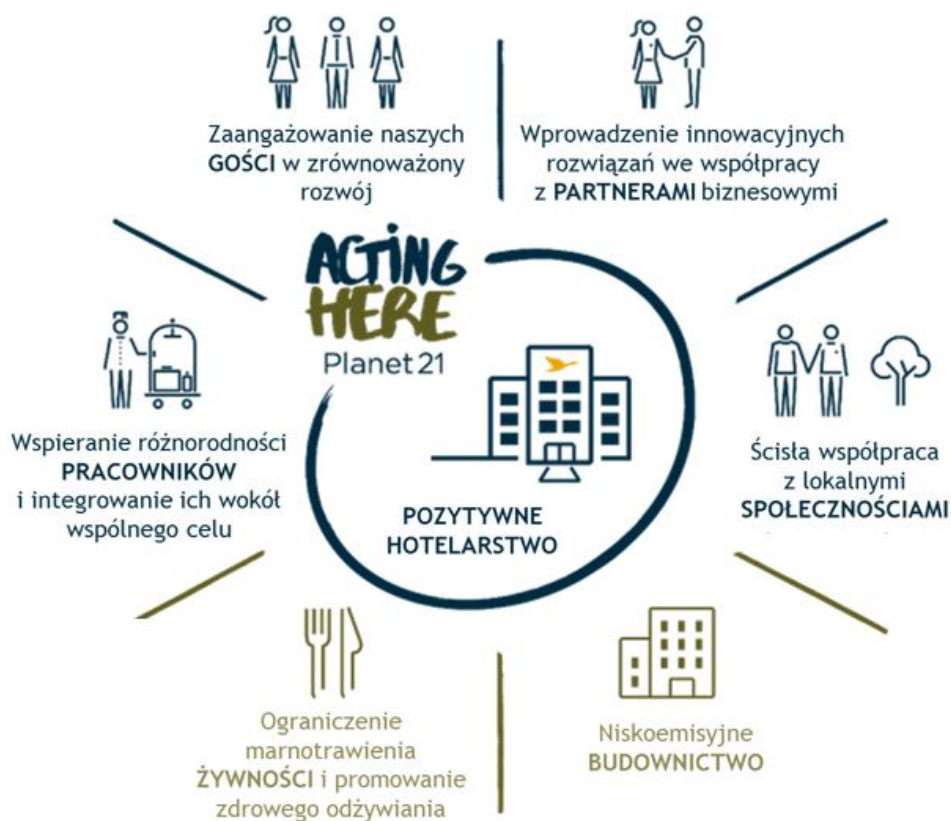 Zaangażowanie naszych
GOŚCI w zrównoważony
rozwój
Wprowadzenie innowacyjnych
rozwiązań we współpracy
z PARTNERAMI biznesowymi
ACTING
HERE
Planet 21
Wspieranie różnorodności
PRACOWNIKÓW
i integrowanie ich wokół
wspólnego celu
POZYTYWNE
HOTELARSTWO
Ścisła współpraca
z lokalnymi
SPOŁECZNOŚCIAMI
Ograniczenie
marnotrawienia
ŻYWNOŚCI i promowanie
zdrowego odżywiania
Niskoemisyjne
BUDOWNICTWO